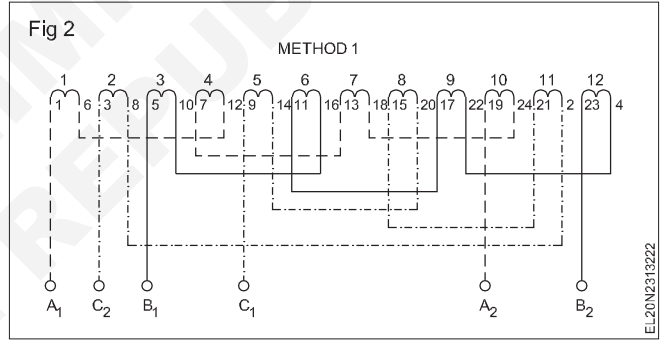 Fig 2
METHOD 1
1 2 3 4 5 6 7 8 9 10 11 12
1 6 3 8 5 10 7 12 9 14 11 16 13 18 15 20 17 22 19 24 21 2 23 4
A1 C2 B1 C1 A2 B2
EL20N2313222